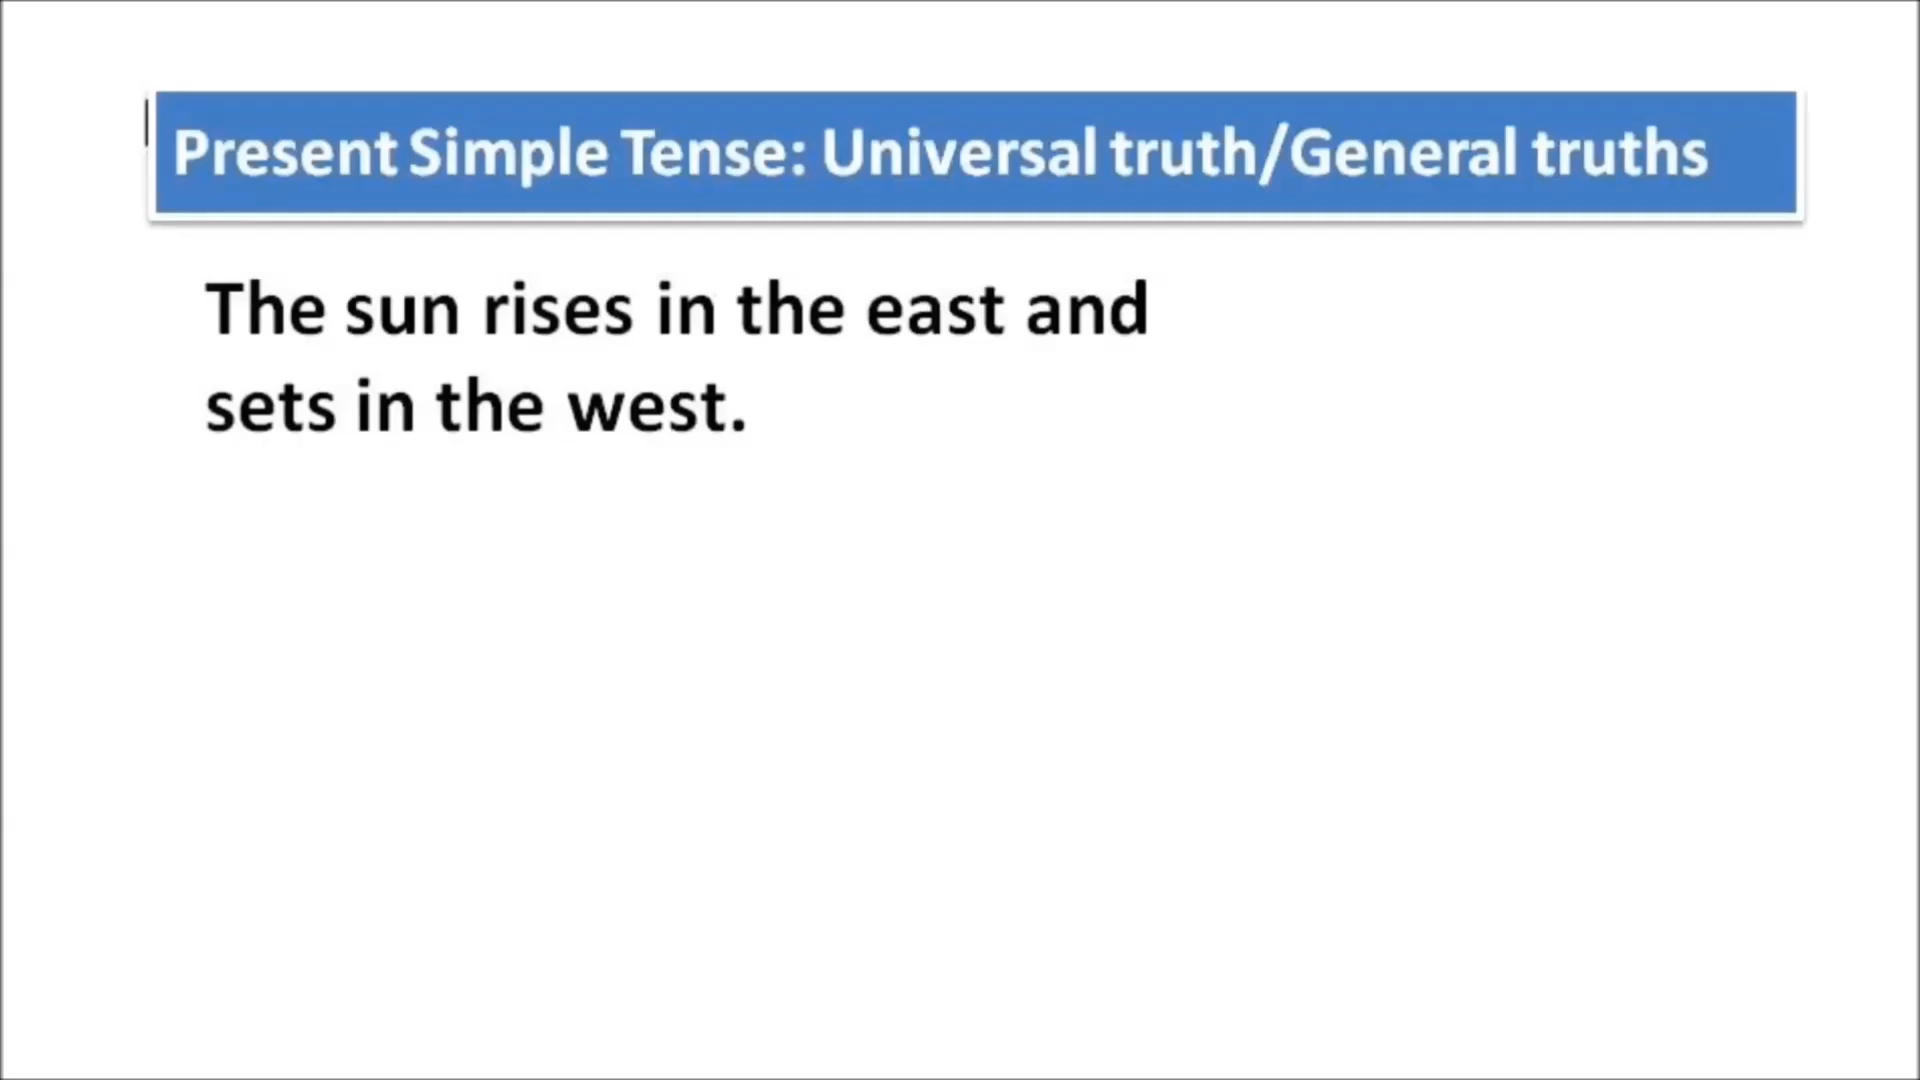 Present Simple Tense: Universal truth/General truths
The sun rises in the east and
sets in the west.